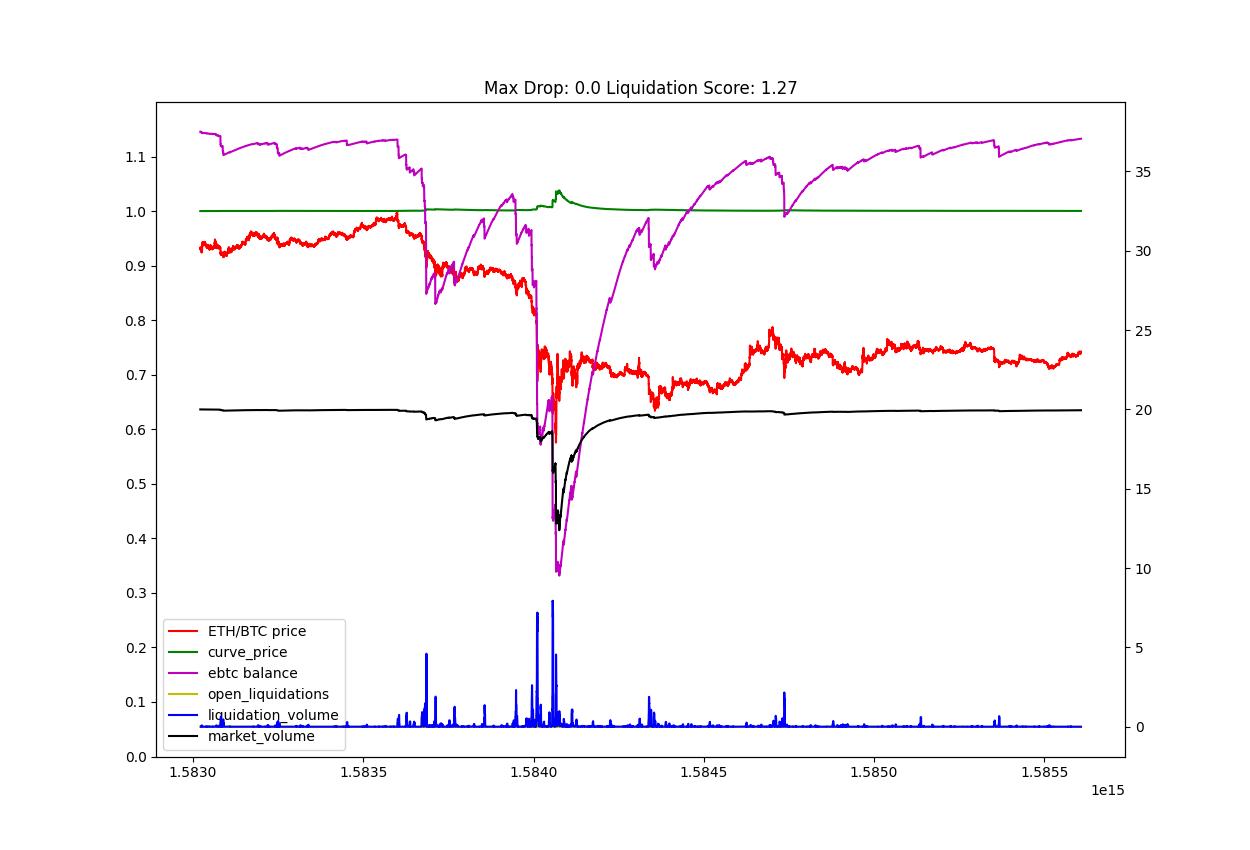 Max Drop: 0.0 Liquidation Score: 1.27
1.1
1.0
0.9
0.8
0.7
0.6
0.5
0.4
0.3
0.2
0.1
0.0
35
30
25
20
15
10
5
0
ETH/BTC price
curve_price
ebtc balance
open_liquidations
liquidation_volume
market_volume
1.5830 1.5835 1.5840 1.5845 1.5850 1.5855
1e15